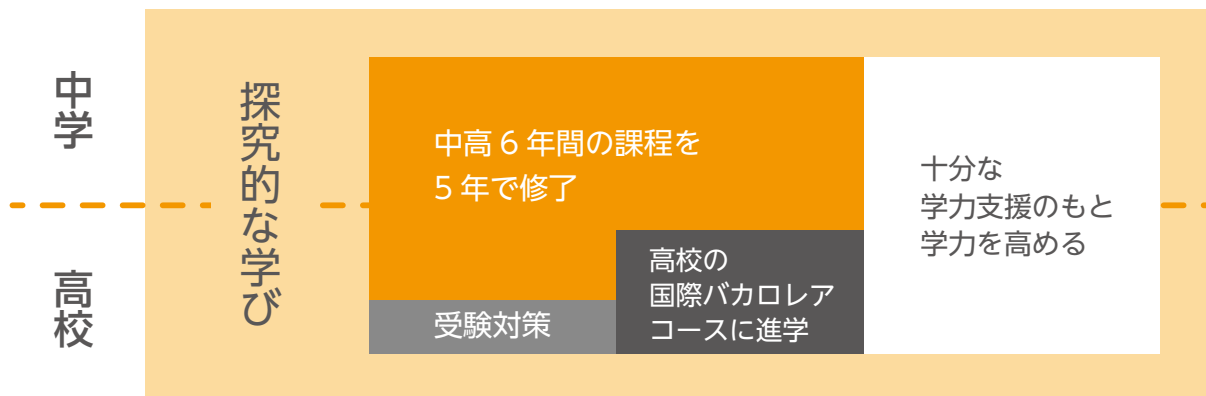 中学
高校
探究的な学び
中高6年間の課程を
5年で修了
受験対策
高校の
国際バカロレア
コースに進学
十分な
学力支援のもと
学力を高める